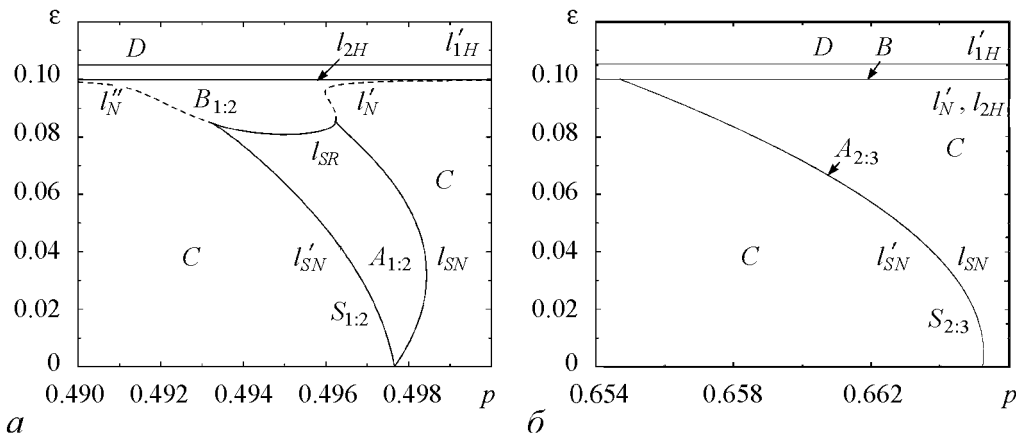 ε
D
l₂H
l′₁H
0.10
l″N
B₁:₂
l′N
0.08
lSR
C
0.06
0.04
C
l′SN
A₁:₂
lSN
0.02
S₁:₂
0
0.490 0.492 0.494 0.496 0.498 p
а
ε
D B l′₁H
0.10
l′N , l₂H
0.08
A₂:₃
C
0.06
0.04
C
l′SN
lSN
0.02
S₂:₃
0
0.654 0.658 0.662 p
б